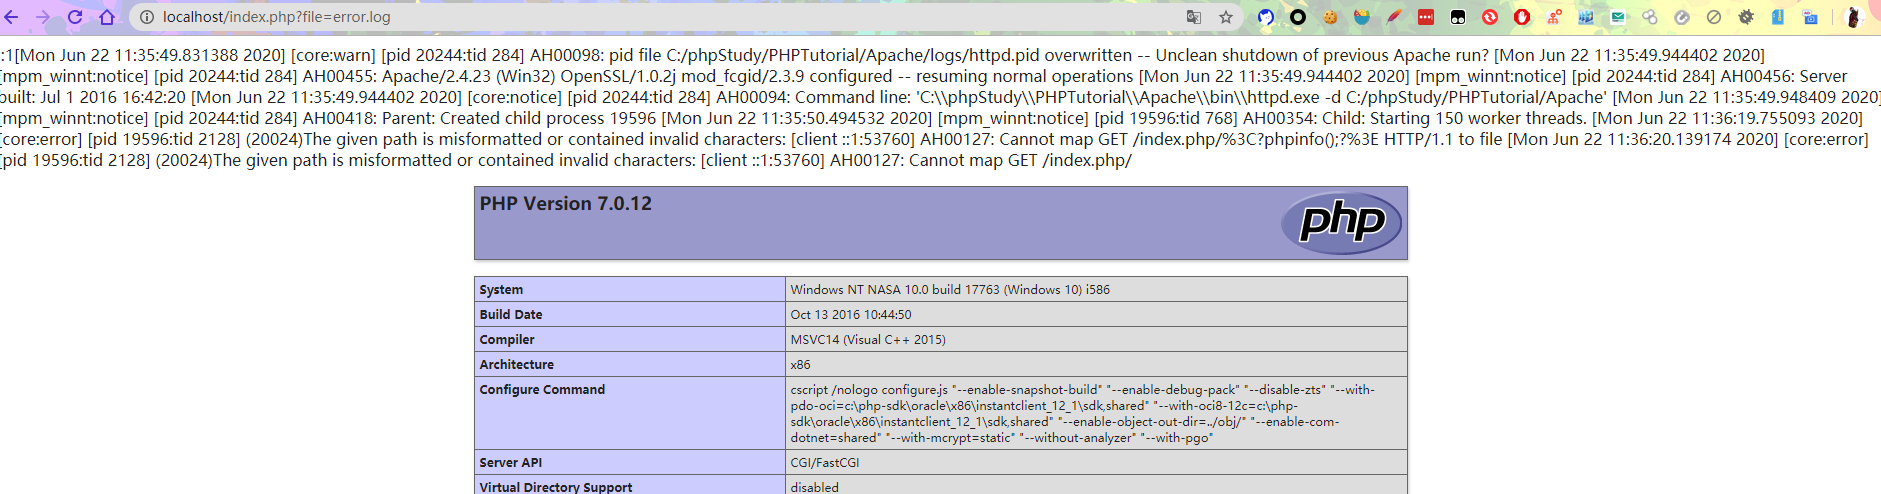 localhost/index.php?file=error.log
::1[Mon Jun 22 11:35:49.831388 2020] [core:warn] [pid 20244:tid 284] AH00098: pid file C:/phpStudy/PHPTutorial/Apache/logs/httpd.pid overwritten -- Unclean shutdown of previous Apache run? [Mon Jun 22 11:35:49.944402 2020]
[mpm_winnt:notice] [pid 20244:tid 284] AH00455: Apache/2.4.23 (Win32) OpenSSL/1.0.2j mod_fcgid/2.3.9 configured -- resuming normal operations [Mon Jun 22 11:35:49.944402 2020] [mpm_winnt:notice] [pid 20244:tid 284] AH00456: Server
built: Jul 1 2016 16:42:20 [Mon Jun 22 11:35:49.944402 2020] [core:notice] [pid 20244:tid 284] AH00094: Command line: 'C:\\phpStudy\\PHPTutorial\\Apache\\bin\\httpd.exe -d C:/phpStudy/PHPTutorial/Apache' [Mon Jun 22 11:35:49.948409 2020]
[mpm_winnt:notice] [pid 20244:tid 284] AH00418: Parent: Created child process 19596 [Mon Jun 22 11:35:50.494532 2020] [mpm_winnt:notice] [pid 19596:tid 768] AH00354: Child: Starting 150 worker threads. [Mon Jun 22 11:36:19.755093 2020]
[core:error] [pid 19596:tid 2128] (20024)The given path is misformatted or contained invalid characters: [client ::1:53760] AH00127: Cannot map GET /index.php/%3C?phpinfo();?%3E HTTP/1.1 to file [Mon Jun 22 11:36:20.139174 2020] [core:error]
[pid 19596:tid 2128] (20024)The given path is misformatted or contained invalid characters: [client ::1:53760] AH00127: Cannot map GET /index.php/
PHP Version 7.0.12
php
System Windows NT NASA 10.0 build 17763 (Windows 10) i586
Build Date Oct 13 2016 10:44:50
Compiler MSVC14 (Visual C++ 2015)
Architecture x86
Configure Command cscript /nologo configure.js "--enable-snapshot-build" "--enable-debug-pack" "--disable-zts" "--with-
pdo-oci=c:\php-sdk\oracle\x86\instantclient_12_1\sdk,shared" "--with-oci8-12c=c:\php-
sdk\oracle\x86\instantclient_12_1\sdk,shared" "--enable-object-out-dir=../obj/" "--enable-com-
dotnet=shared" "--with-mcrypt=static" "--without-analyzer" "--with-pgo"
Server API CGI/FastCGI
Virtual Directory Support disabled